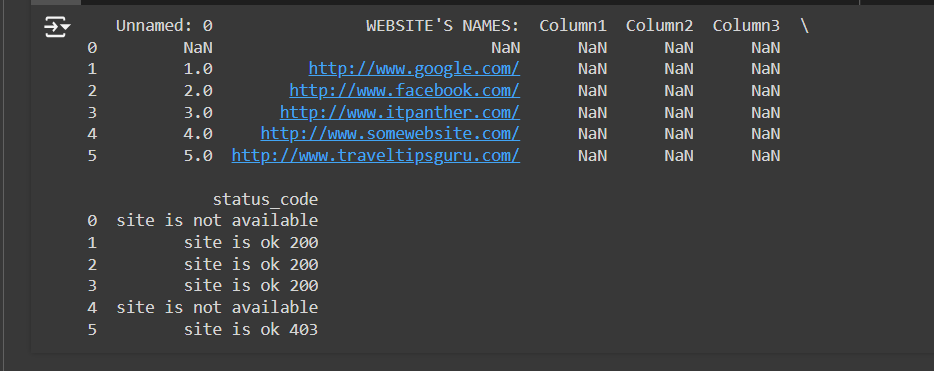 Unnamed: 0 WEBSITE'S NAMES: Column1 Column2 Column3 \
0 NaN NaN NaN NaN NaN
1 1.0 http://www.google.com/ NaN NaN NaN
2 2.0 http://www.facebook.com/ NaN NaN NaN
3 3.0 http://www.itpanther.com/ NaN NaN NaN
4 4.0 http://www.somewebsite.com/ NaN NaN NaN
5 5.0 http://www.traveltipsguru.com/ NaN NaN NaN
status_code
0 site is not available
1 site is ok 200
2 site is ok 200
3 site is ok 200
4 site is not available
5 site is ok 403